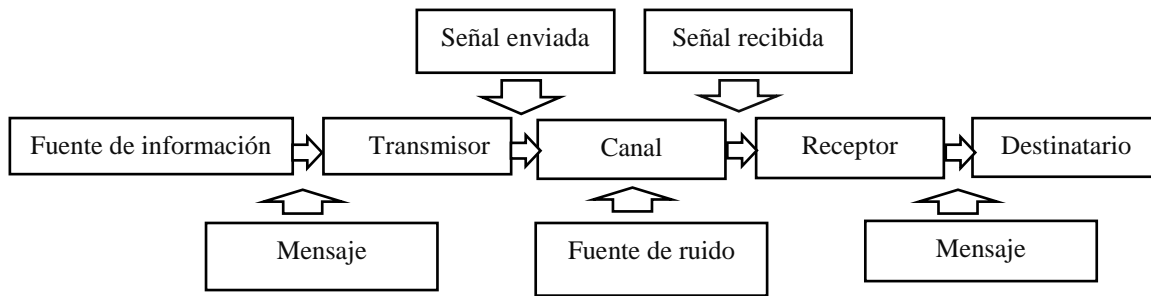 Señal enviada
Señal recibida
Fuente de información
Transmisor
Canal
Receptor
Destinatario
Mensaje
Fuente de ruido
Mensaje